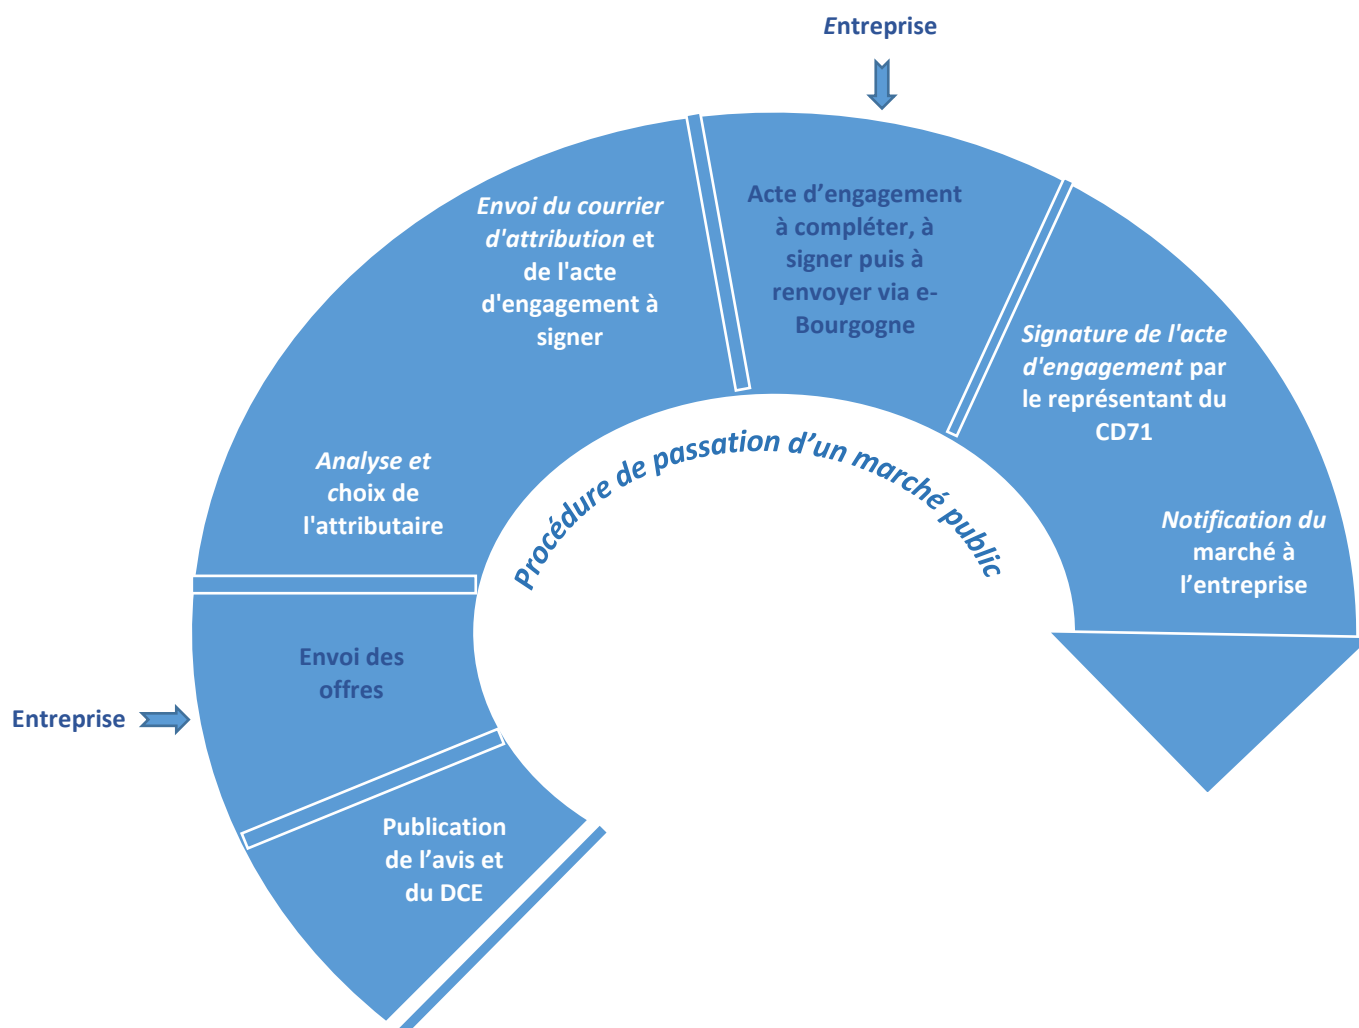 Entreprise
Acte d’engagement
à compléter, à
signer puis à
renvoyer via e-
Bourgogne
Envoi du courrier
d'attribution et
de l'acte
d'engagement à
signer
Signature de l'acte
d'engagement par
le représentant du
CD71
Analyse et
choix de
l'attributaire
Procédure de passation d’un marché public
Notification du
marché à
l’entreprise
Envoi des
offres
Entreprise
Publication
de l’avis et
du DCE